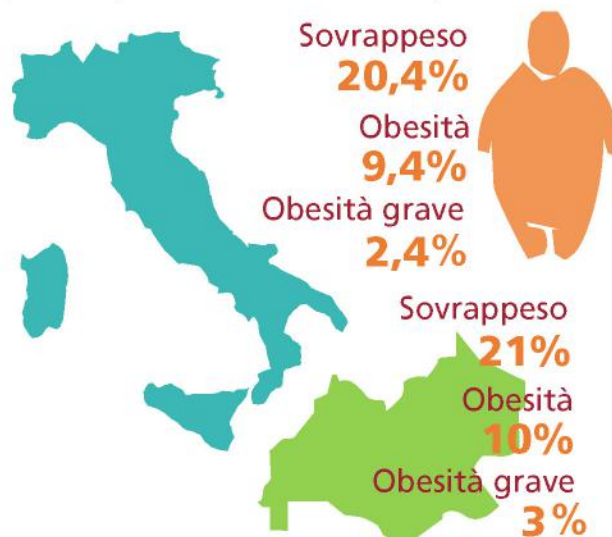 Sovrappeso
20,4%
Obesità
9,4%
Obesità grave
2,4%
Sovrappeso
21%
Obesità
10%
Obesità grave
3%